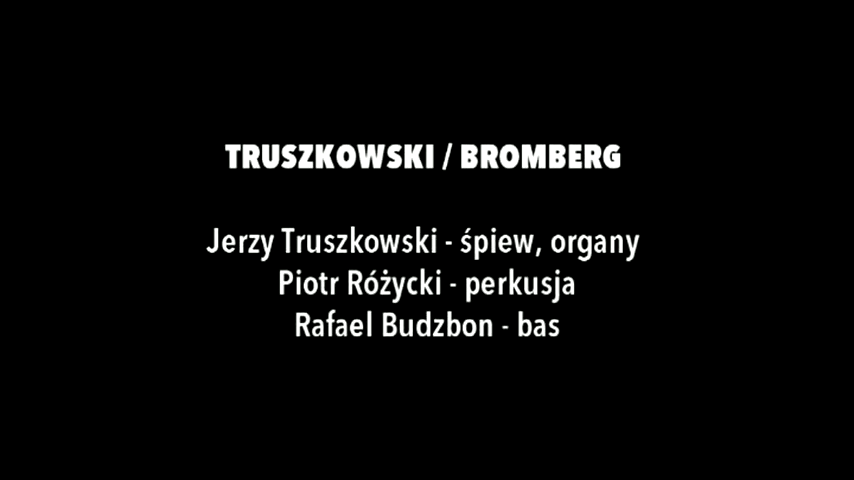 TRUSZKOWSKI / BROMBERG
Jerzy Truszkowski - śpiew, organy
Piotr Różycki - perkusja
Rafael Budzbon - bas